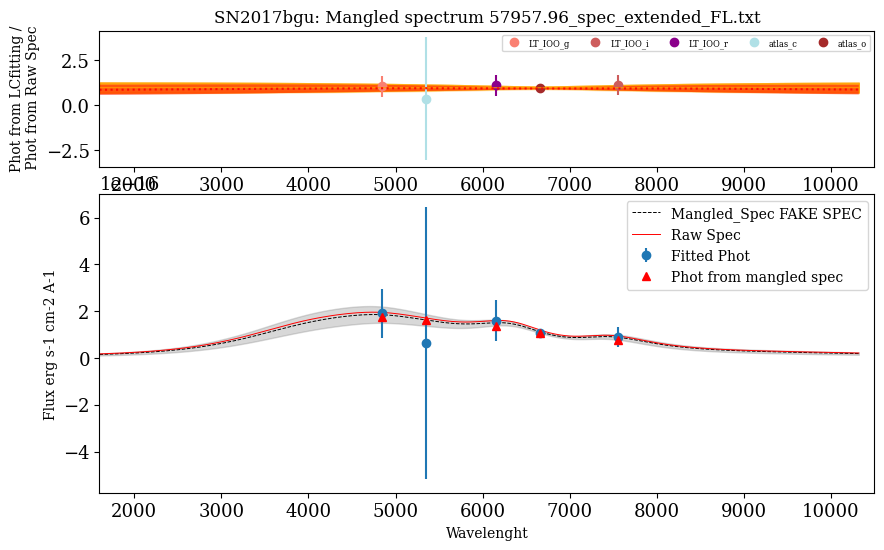 SN2017bgu: Mangled spectrum 57957.96_spec_extended_FL.txt
Phot from LCfitting /
Phot from Raw Spec
2.5
0.0
−2.5
LT_IOO_g LT_IOO_i LT_IOO_r atlas_c atlas_o
2000 3000 4000 5000 6000 7000 8000 9000 10000
1e−16
Flux erg s-1 cm-2 A-1
6
4
2
0
−2
−4
Mangled_Spec FAKE SPEC
Raw Spec
Fitted Phot
Phot from mangled spec
2000 3000 4000 5000 6000 7000 8000 9000 10000
Wavelenght